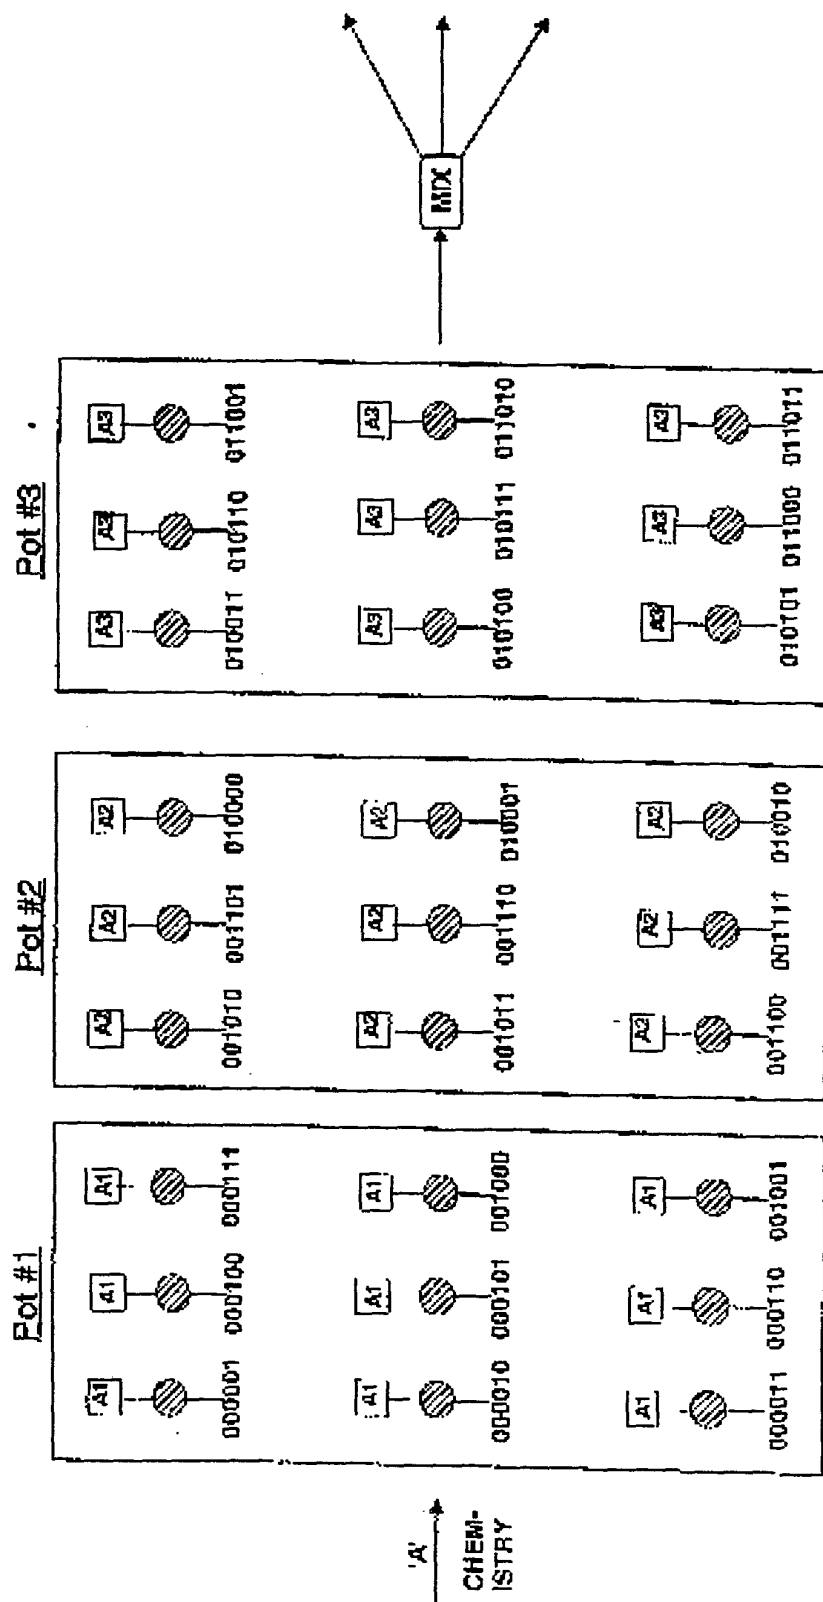 Pot #1 Pot #2 Pot #3
A1 A1 A1 A2 A2 A2 A3 A3 A3
000001 000100 000111 001010 001101 010000 010011 010110 011001
A1 A1 A1 A2 A2 A2 A3 A3 A3
'A'
MIX
CHEM-
ISTRY
000010 000101 001000 001011 001110 010001 010100 010111 011010
A1 A1 A1 A2 A2 A2 A3 A3 A3
000011 000110 001001 001100 001111 010010 010101 011000 011011